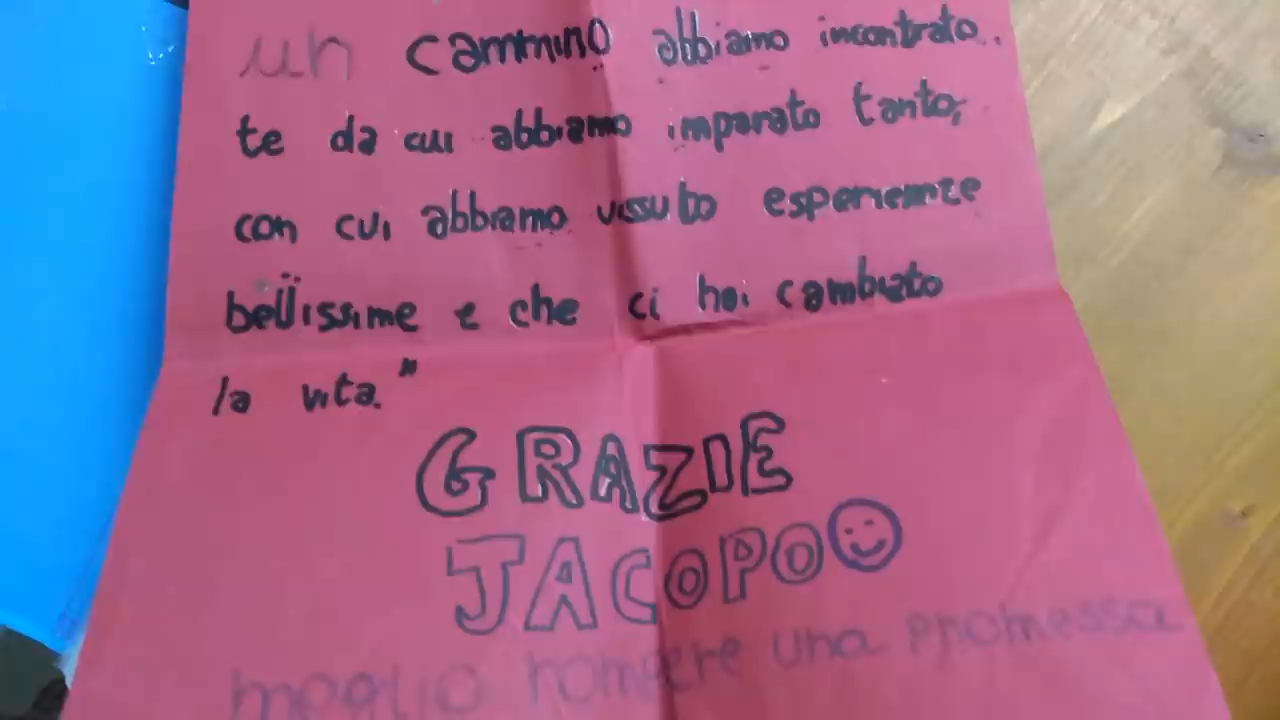 un cammino abbiamo incontrato
te da cui abbiamo imparato tanto,
con cui abbiamo vissuto esperienze
bellissime e che ci hai cambiato
la vita."
GRAZIE
JACOPO
meglio rompere una promessa